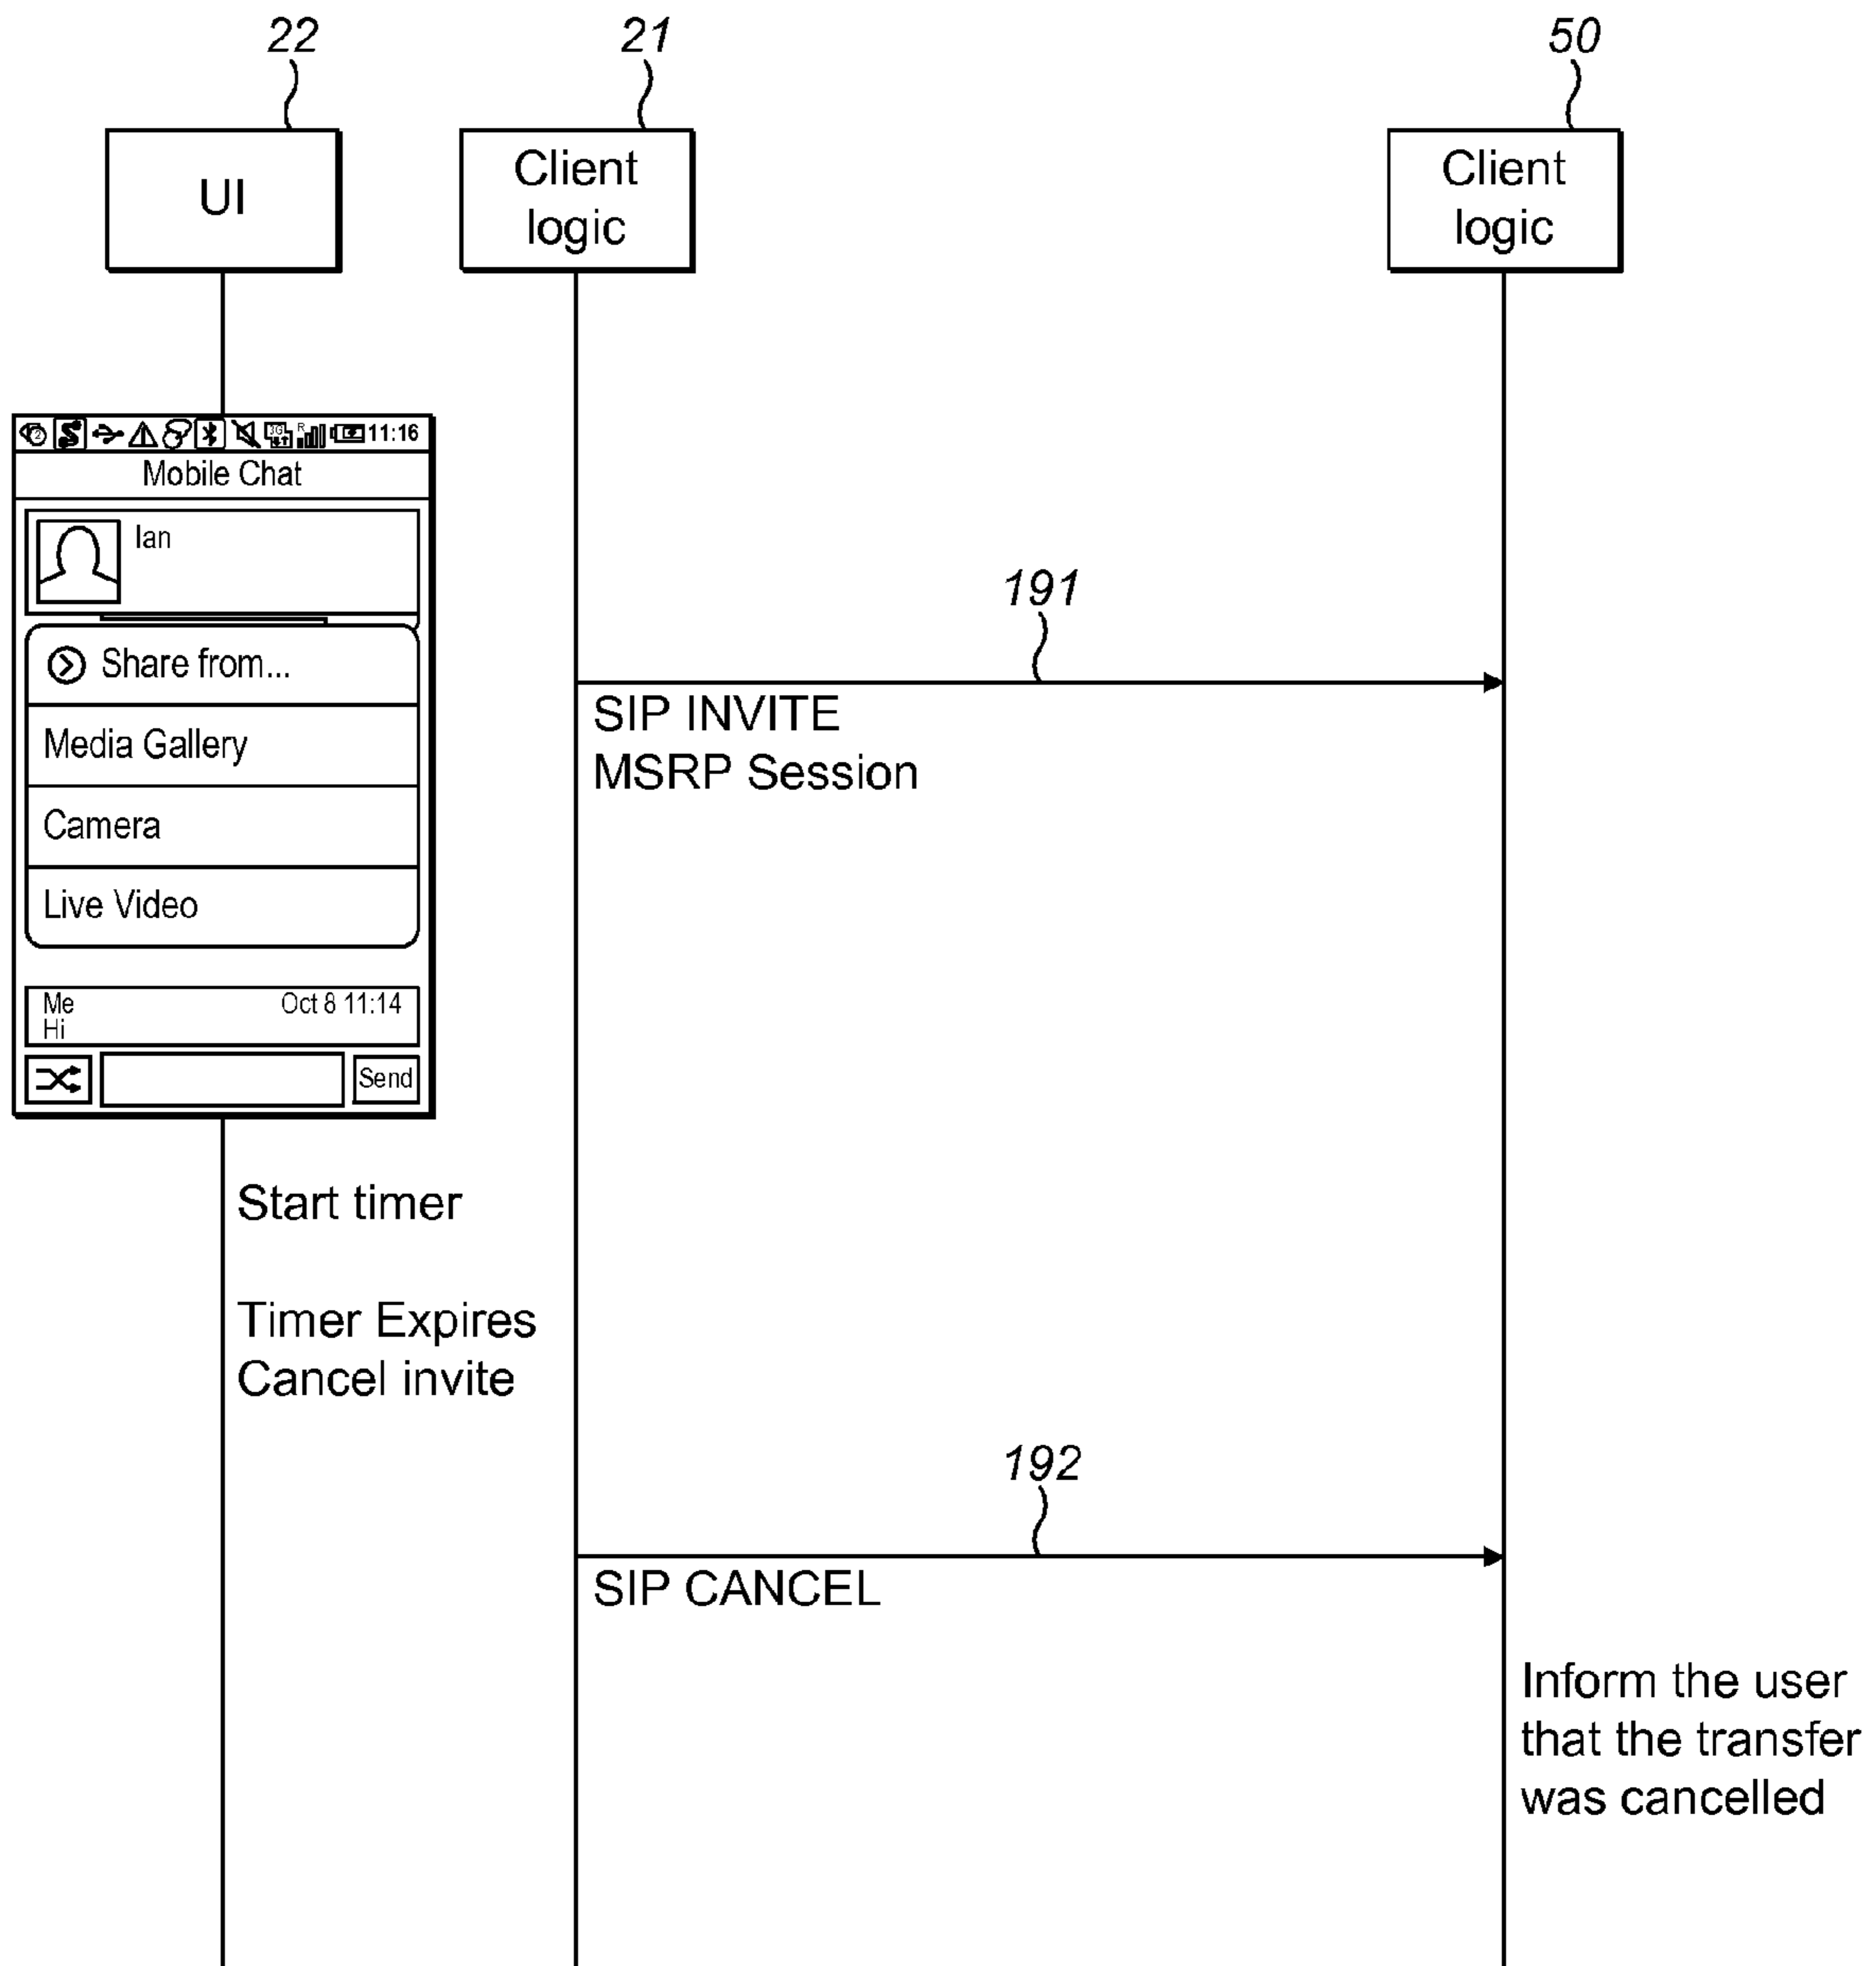 22
21
50
UI
Client
logic
Client
logic
11:16
Mobile Chat
Ian
Share from...
Media Gallery
Camera
Live Video
Me
Oct 8 11:14
Hi
Send
191
SIP INVITE
MSRP Session
Start timer
Timer Expires
Cancel invite
192
SIP CANCEL
Inform the user
that the transfer
was cancelled